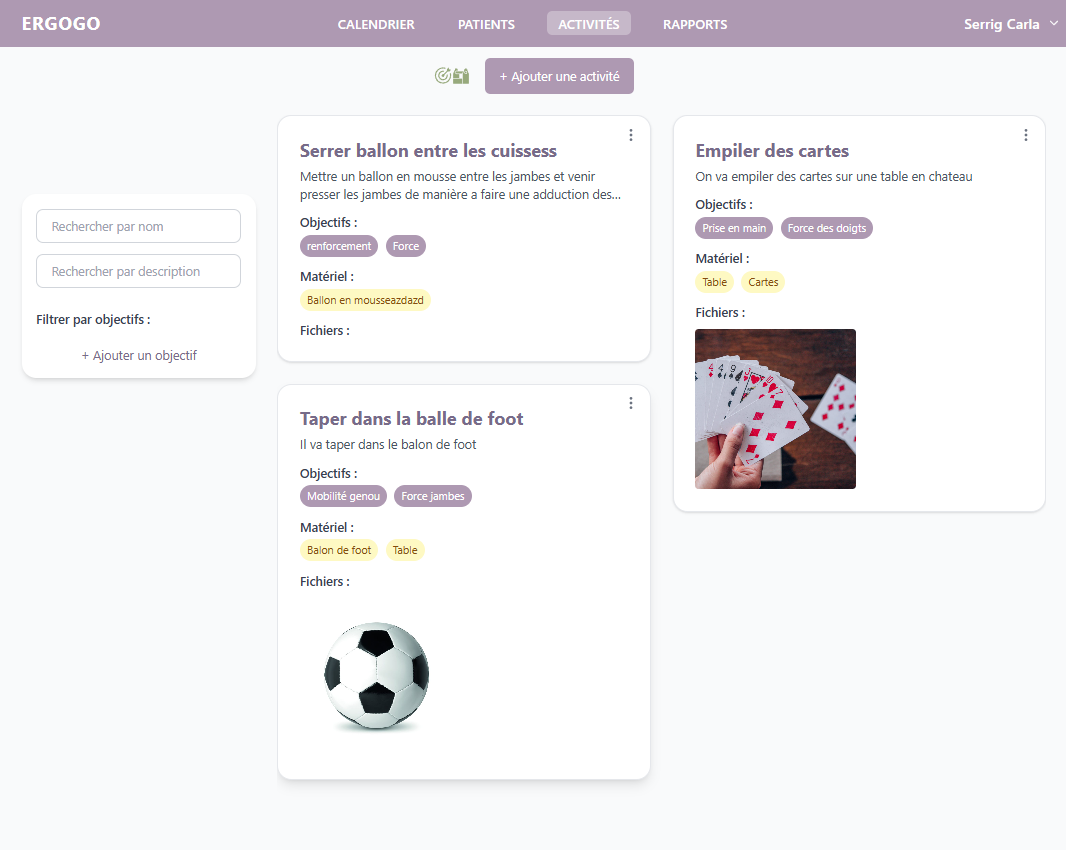 ERGOGO
CALENDRIER
PATIENTS
ACTIVITÉS
RAPPORTS
Serrig Carla
+ Ajouter une activité
Rechercher par nom
Rechercher par description
Filtrer par objectifs :
+ Ajouter un objectif
Serrer ballon entre les cuissess
Mettre un ballon en mousse entre les jambes et venir
presser les jambes de manière a faire une adduction des...
Objectifs :
renforcement
Force
Matériel :
Ballon en mousseazdazd
Fichiers :
Taper dans la balle de foot
Il va taper dans le balon de foot
Objectifs :
Mobilité genou
Force jambes
Matériel :
Balon de foot
Table
Fichiers :
Empiler des cartes
On va empiler des cartes sur une table en chateau
Objectifs :
Prise en main
Force des doigts
Matériel :
Table
Cartes
Fichiers :